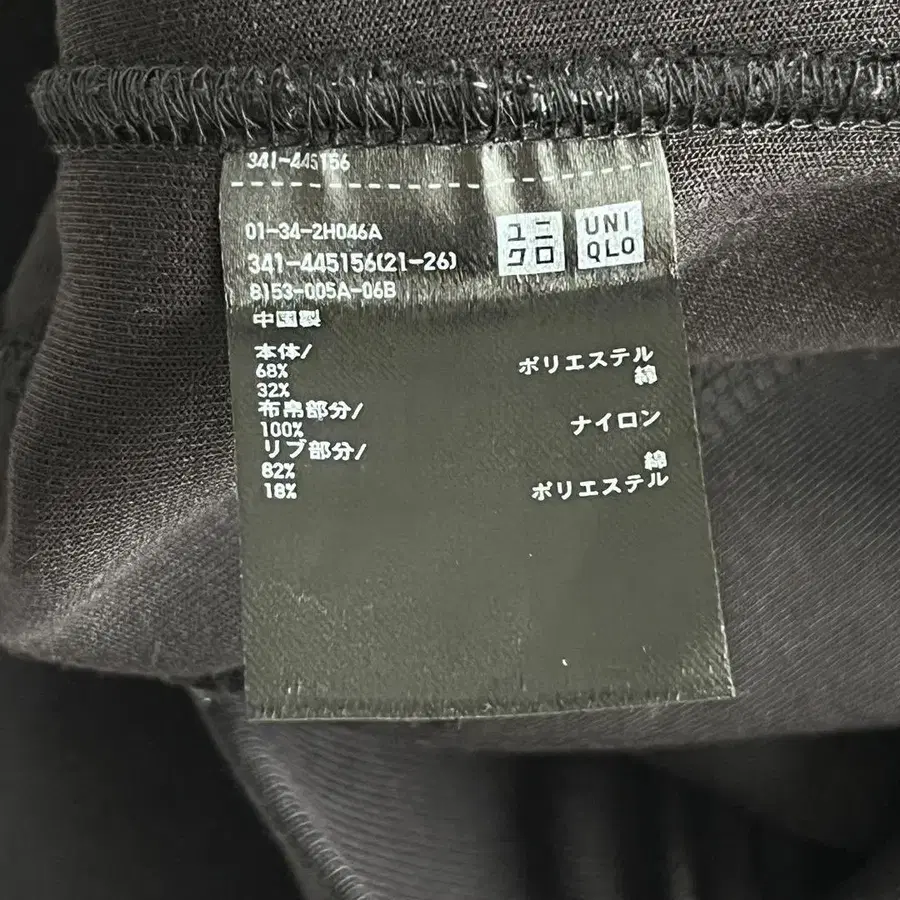 341-445156
01-34-2H046A
341-445156(21-26)
8153-005A-06B
ユニ
クロ
UNI
QLO
中国製
本体/
68% ポリエステル
32% 綿
布帛部分/
100% ナイロン
リブ部分/
82% 綿
18% ポリエステル